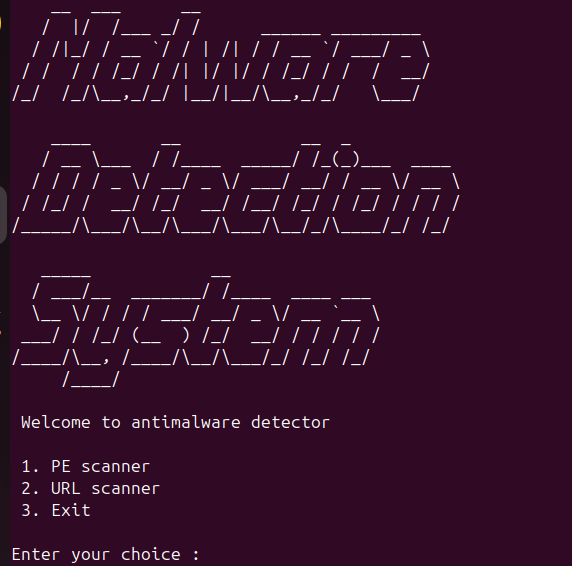 Malware
Detection
System
Welcome to antimalware detector
1. PE scanner
2. URL scanner
3. Exit
Enter your choice :